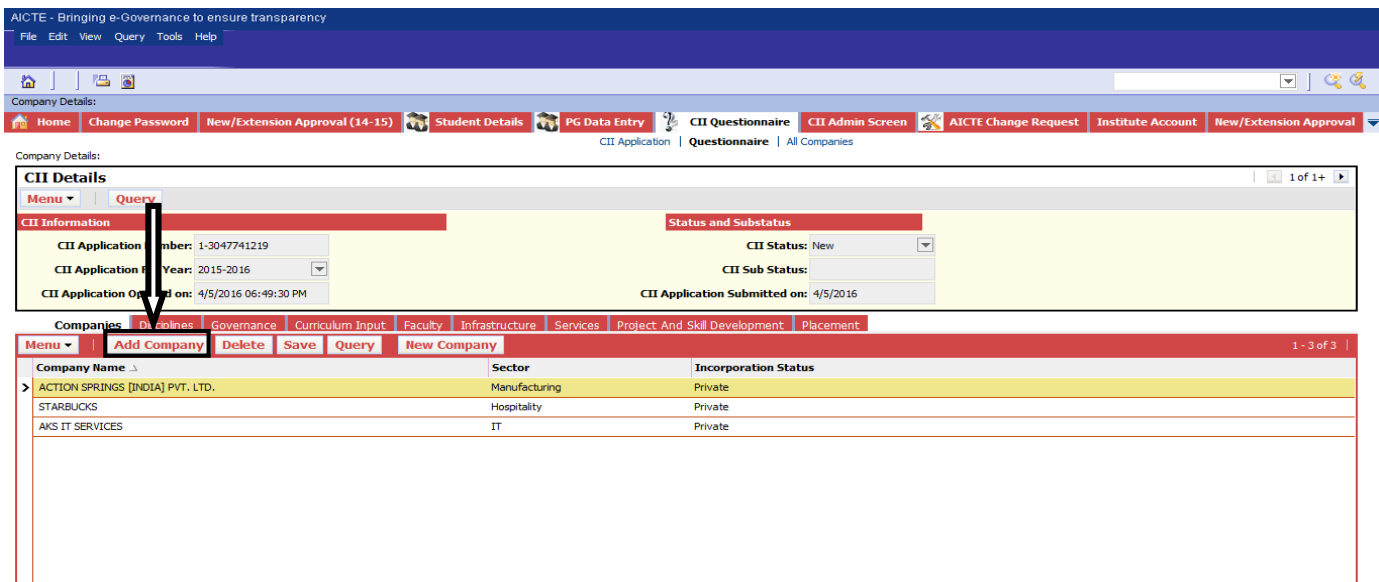 AICTE - Bringing e-Governance to ensure transparency
File Edit View Query Tools Help
Company Details:
Home Change Password New/Extension Approval (14-15) Student Details PG Data Entry CII Questionnaire CII Admin Screen AICTE Change Request Institute Account New/Extension Approval
CII Application | Questionnaire | All Companies
Company Details:
CII Details 1 of 1+
Menu Query
CII Information Status and Substatus
CII Application mber: 1-3047741219 CII Status: New
CII Application F Year: 2015-2016 CII Sub Status:
CII Application Op d on: 4/5/2016 06:49:30 PM CII Application Submitted on: 4/5/2016
Companies Disciplines Governance Curriculum Input Faculty Infrastructure Services Project And Skill Development Placement
Menu Add Company Delete Save Query New Company 1 - 3 of 3
Company Name Sector Incorporation Status
ACTION SPRINGS [INDIA] PVT. LTD. Manufacturing Private
STARBUCKS Hospitality Private
AKS IT SERVICES IT Private